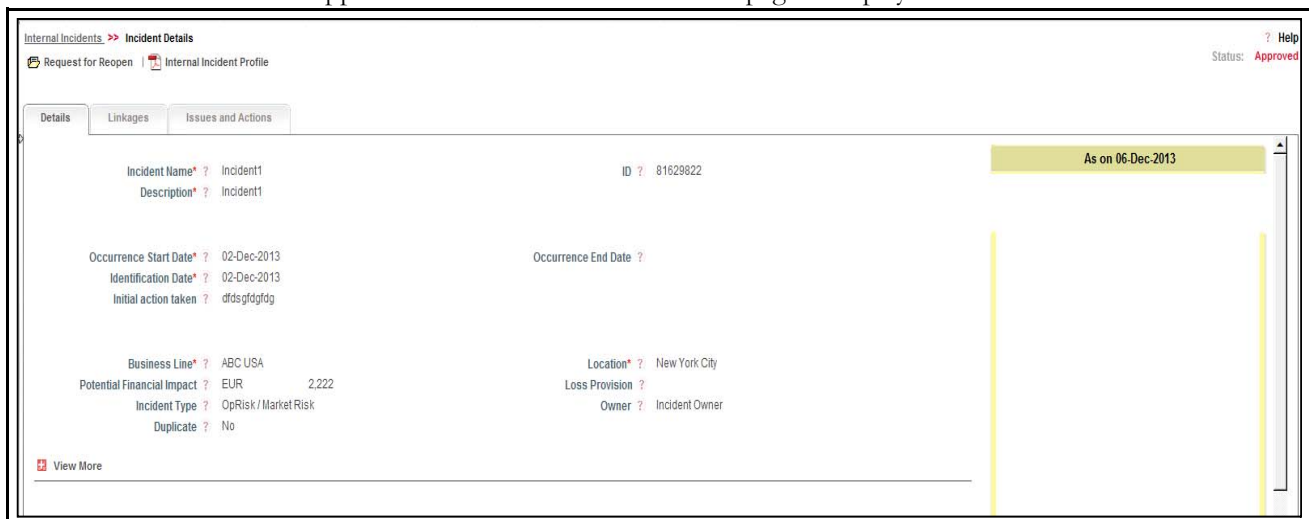 Internal Incidents >> Incident Details ? Help
Request for Reopen | Internal Incident Profile Status: Approved
Details Linkages Issues and Actions
As on 06-Dec-2013
Incident Name* ? Incident1 ID ? 81629822
Description* ? Incident1
Occurrence Start Date* ? 02-Dec-2013 Occurrence End Date ?
Identification Date* ? 02-Dec-2013
Initial action taken ? dfdsgfdgfdg
Business Line* ? ABC USA Location* ? New York City
Potential Financial Impact ? EUR 2,222 Loss Provision ?
Incident Type ? OpRisk / Market Risk Owner ? Incident Owner
Duplicate ? No
View More